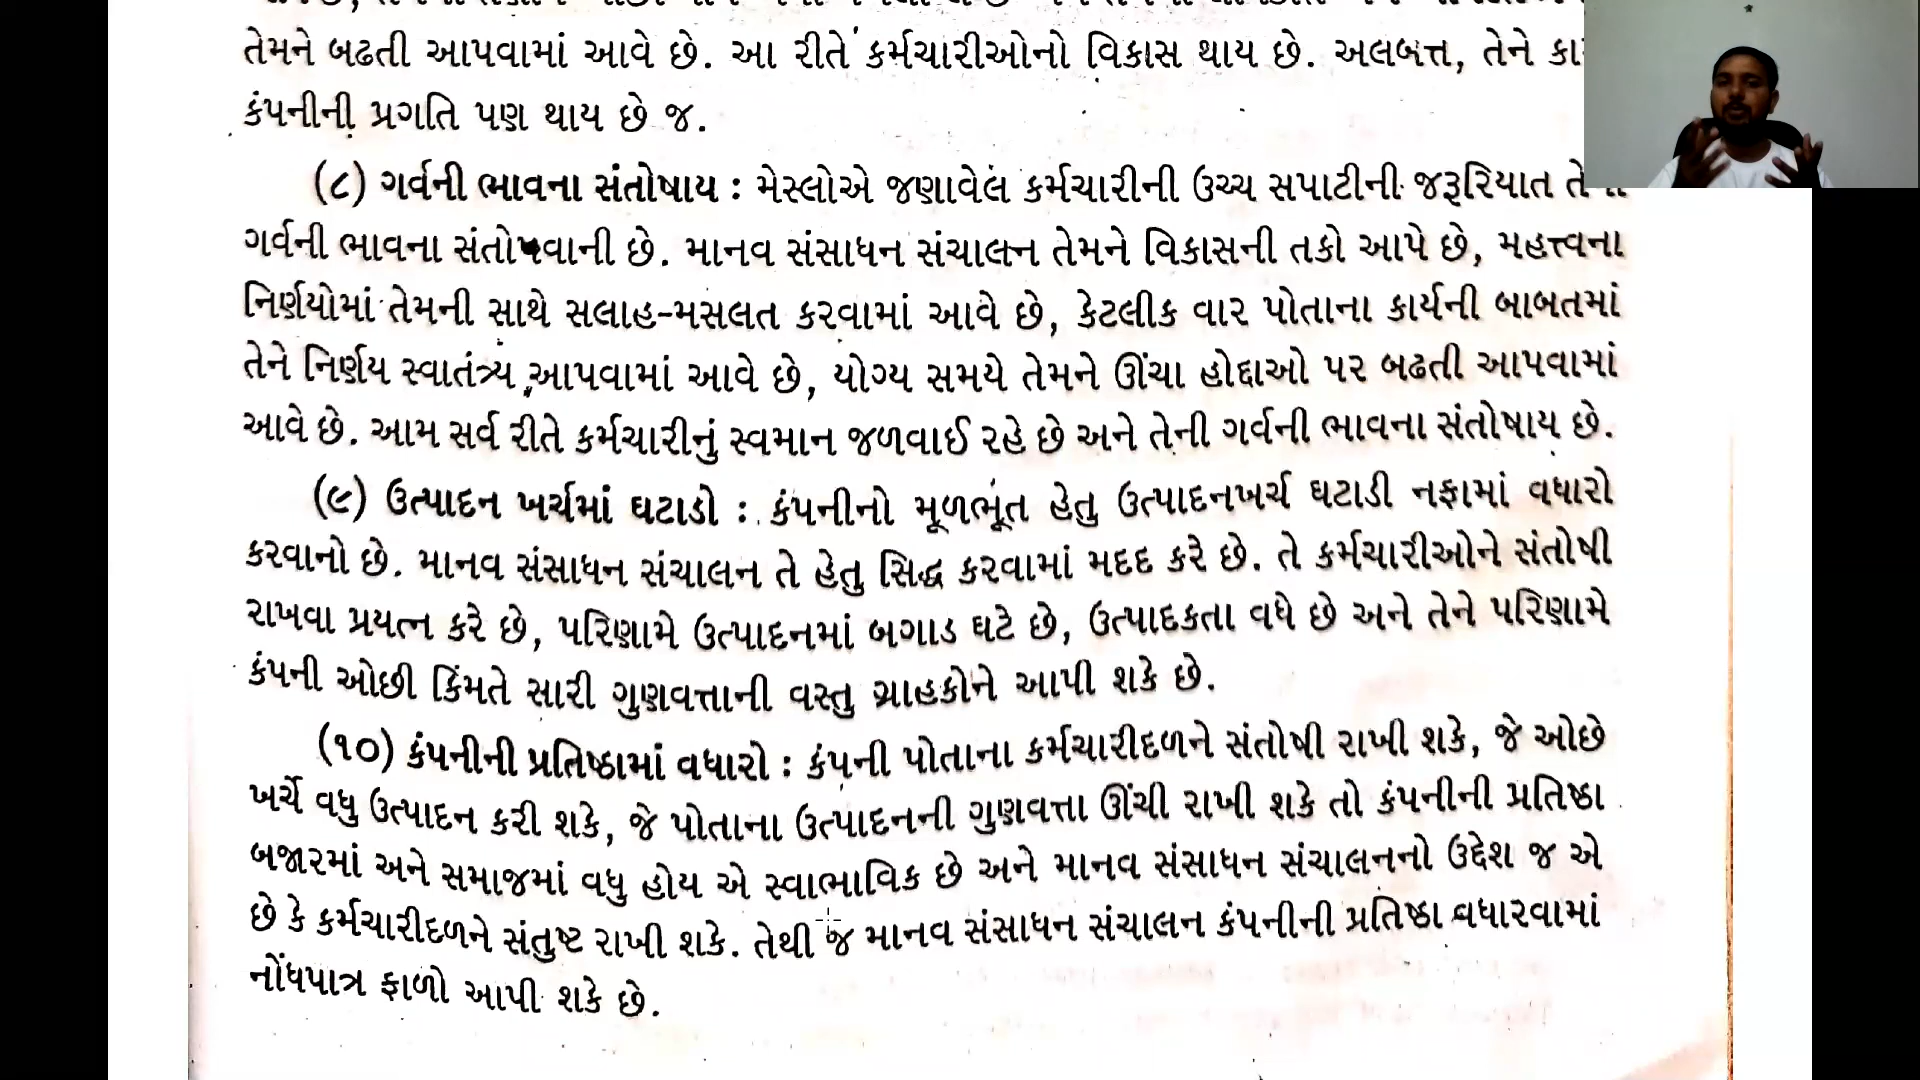 તેમને બઢતી આપવામાં આવે છે. આ રીતે કર્મચારીઓનો વિકાસ થાય છે. અલબત્ત, તેને
કંપનીની પ્રગતિ પણ થાય છે જ.
(૮) ગર્વની ભાવના સંતોષાય : મેસ્લોએ જણાવેલ કર્મચારીની ઉચ્ચ સપાટીની જરૂરિયાત
ગર્વની ભાવના સંતોષવાની છે. માનવ સંસાધન સંચાલન તેમને વિકાસની તકો આપે છે, મહત્ત્વના
નિર્ણયોમાં તેમની સાથે સલાહ-મસલત કરવામાં આવે છે, કેટલીક વાર પોતાના કાર્યની બાબતમાં
તેને નિર્ણય સ્વાતંત્ર્ય આપવામાં આવે છે, યોગ્ય સમયે તેમને ઊંચા હોદ્દાઓ પર બઢતી આપવામાં
આવે છે. આમ સર્વ રીતે કર્મચારીનું સ્વમાન જળવાઈ રહે છે અને તેની ગર્વની ભાવના સંતોષાય છે.
(૯) ઉત્પાદન ખર્ચમાં ઘટાડો : કંપનીનો મૂળભૂત હેતુ ઉત્પાદનખર્ચ ઘટાડી નફામાં વધારો
કરવાનો છે. માનવ સંસાધન સંચાલન તે હેતુ સિદ્ધ કરવામાં મદદ કરે છે. તે કર્મચારીઓને સંતોષી
રાખવા પ્રયત્ન કરે છે, પરિણામે ઉત્પાદનમાં બગાડ ઘટે છે, ઉત્પાદકતા વધે છે અને તેને પરિણામે
કંપની ઓછી કિંમતે સારી ગુણવત્તાની વસ્તુ ગ્રાહકોને આપી શકે છે.
(૧૦) કંપનીની પ્રતિષ્ઠામાં વધારો : કંપની પોતાના કર્મચારીદળને સંતોષી રાખી શકે, જે ઓછે
ખર્ચે વધુ ઉત્પાદન કરી શકે, જે પોતાના ઉત્પાદનની ગુણવત્તા ઊંચી રાખી શકે તો કંપનીની પ્રતિષ્ઠા
બજારમાં અને સમાજમાં વધુ હોય એ સ્વાભાવિક છે અને માનવ સંસાધન સંચાલનનો ઉદ્દેશ જ એ
છે કે કર્મચારીદળને સંતુષ્ટ રાખી શકે. તેથી જ માનવ સંસાધન સંચાલન કંપનીની પ્રતિષ્ઠા વધારવામાં
નોંધપાત્ર ફાળો આપી શકે છે.